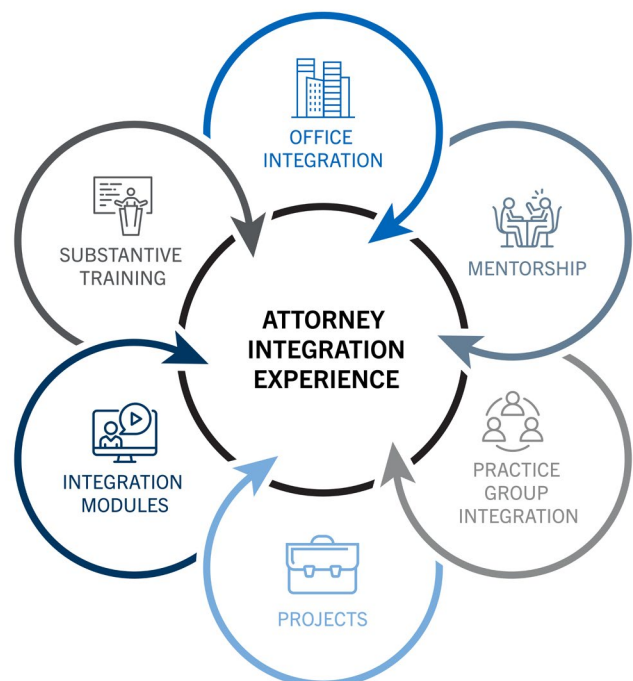 OFFICE
INTEGRATION
MENTORSHIP
PRACTICE
GROUP
INTEGRATION
PROJECTS
INTEGRATION
MODULES
SUBSTANTIVE
TRAINING
ATTORNEY
INTEGRATION
EXPERIENCE